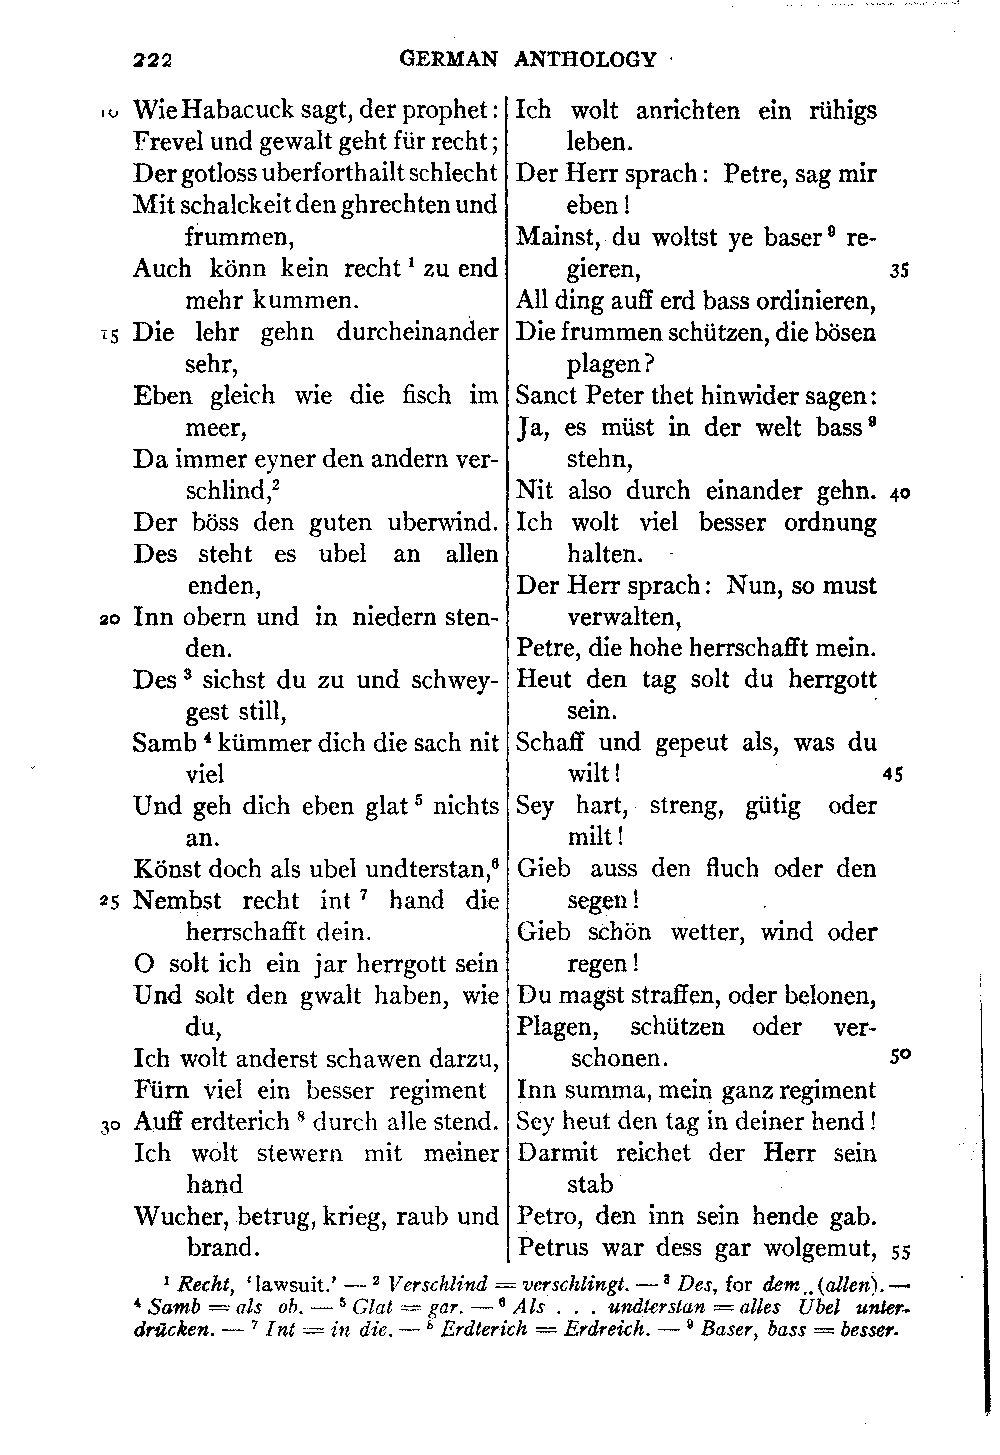 222 GERMAN ANTHOLOGY
10 Wie Habacuck sagt, der prophet:
Frevel und gewalt geht für recht;
Der gotloss uberforthailt schlecht
Mit schalckeit den ghrechten und
frummen,
Auch könn kein recht ¹ zu end
mehr kummen.
15 Die lehr gehn durcheinander
sehr,
Eben gleich wie die fisch im
meer,
Da immer eyner den andern ver-
schlind,²
Der böss den guten uberwind.
Des steht es ubel an allen
enden,
20 Inn obern und in niedern sten-
den.
Des ³ sichst du zu und schwey-
gest still,
Samb ⁴ kümmer dich die sach nit
viel
Und geh dich eben glat ⁵ nichts
an.
Könst doch als ubel undterstan,⁶
25 Nembst recht int ⁷ hand die
herrschafft dein.
O solt ich ein jar herrgott sein
Und solt den gwalt haben, wie
du,
Ich wolt anderst schawen darzu,
Fürn viel ein besser regiment
30 Auff erdterich ⁸ durch alle stend.
Ich wolt stewern mit meiner
hand
Wucher, betrug, krieg, raub und
brand.
Ich wolt anrichten ein rühigs
leben.
Der Herr sprach: Petre, sag mir
eben!
Mainst, du woltst ye baser ⁹ re-
gieren, 35
All ding auff erd bass ordinieren,
Die frummen schützen, die bösen
plagen?
Sanct Peter thet hinwider sagen:
Ja, es müst in der welt bass ⁹
stehn,
Nit also durch einander gehn. 40
Ich wolt viel besser ordnung
halten.
Der Herr sprach: Nun, so must
verwalten,
Petre, die hohe herrschafft mein.
Heut den tag solt du herrgott
sein.
Schaff und gepeut als, was du
wilt! 45
Sey hart, streng, gütig oder
milt!
Gieb auss den fluch oder den
segen!
Gieb schön wetter, wind oder
regen!
Du magst straffen, oder belonen,
Plagen, schützen oder ver-
schonen. 50
Inn summa, mein ganz regiment
Sey heut den tag in deiner hend!
Darmit reichet der Herr sein
stab
Petro, den inn sein hende gab.
Petrus war dess gar wolgemut, 55
¹ Recht, ‘lawsuit.’ — ² Verschlind = verschlingt. — ³ Des, for dem (allen). —
⁴ Samb = als ob. — ⁵ Glat = gar. — ⁶ Als . . . undterstan = alles Übel unter-
drücken. — ⁷ Int = in die. — ⁸ Erdterich = Erdreich. — ⁹ Baser, bass = besser.